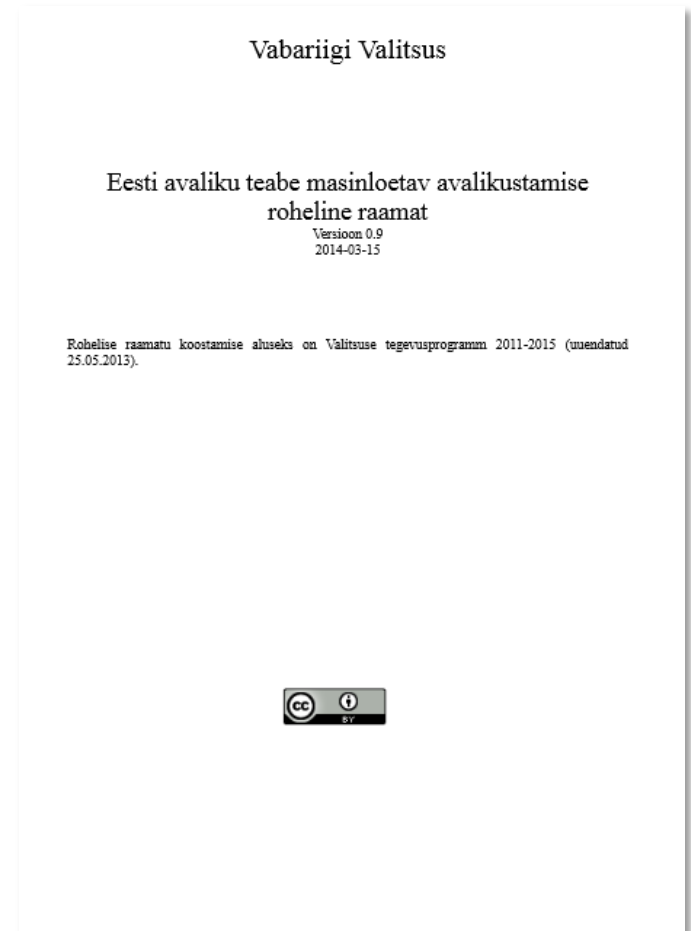 Vabariigi Valitsus
Eesti avaliku teabe masinloetav avalikustamise
roheline raamat
Versioon 0.9
2014-03-15
Rohelise raamatu koostamise aluseks on Valitsuse tegevusprogramm 2011-2015 (uuendatud
25.05.2013).
cc
BY